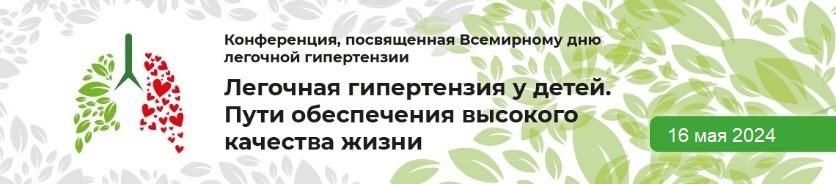 Конференция, посвященная Всемирному дню
легочной гипертензии
Легочная гипертензия у детей.
Пути обеспечения высокого
качества жизни
16 мая 2024